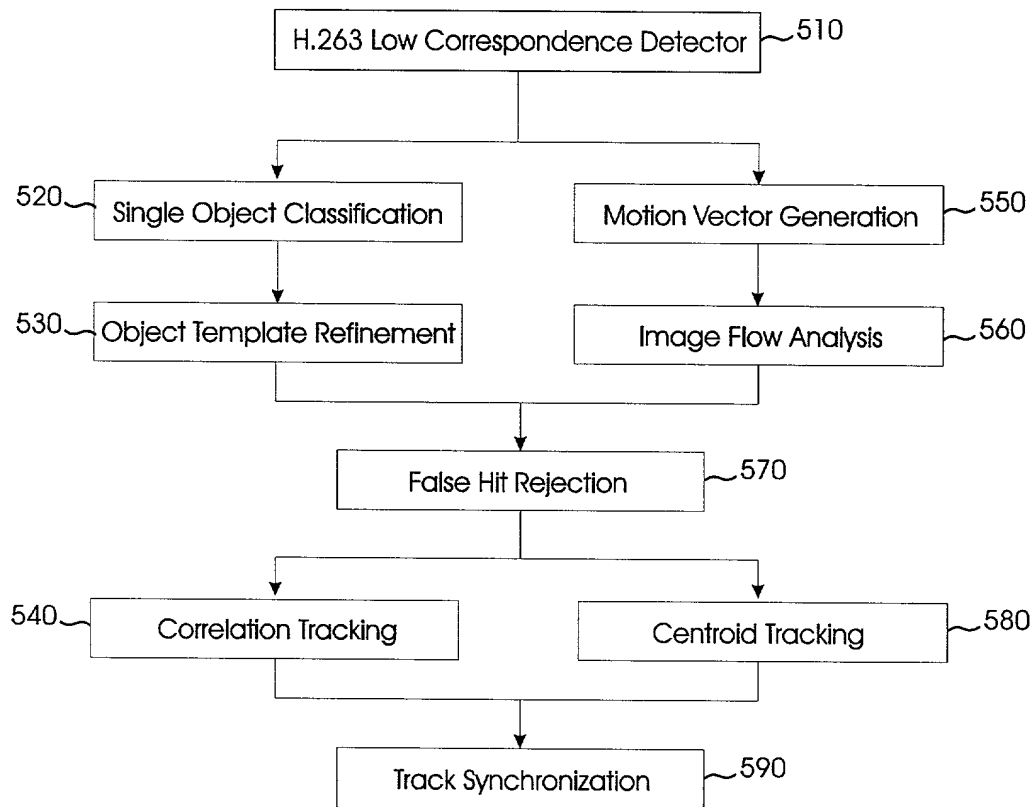 H.263 Low Correspondence Detector 510
520 Single Object Classification
Motion Vector Generation 550
530 Object Template Refinement
Image Flow Analysis 560
False Hit Rejection 570
540 Correlation Tracking
Centroid Tracking 580
Track Synchronization 590